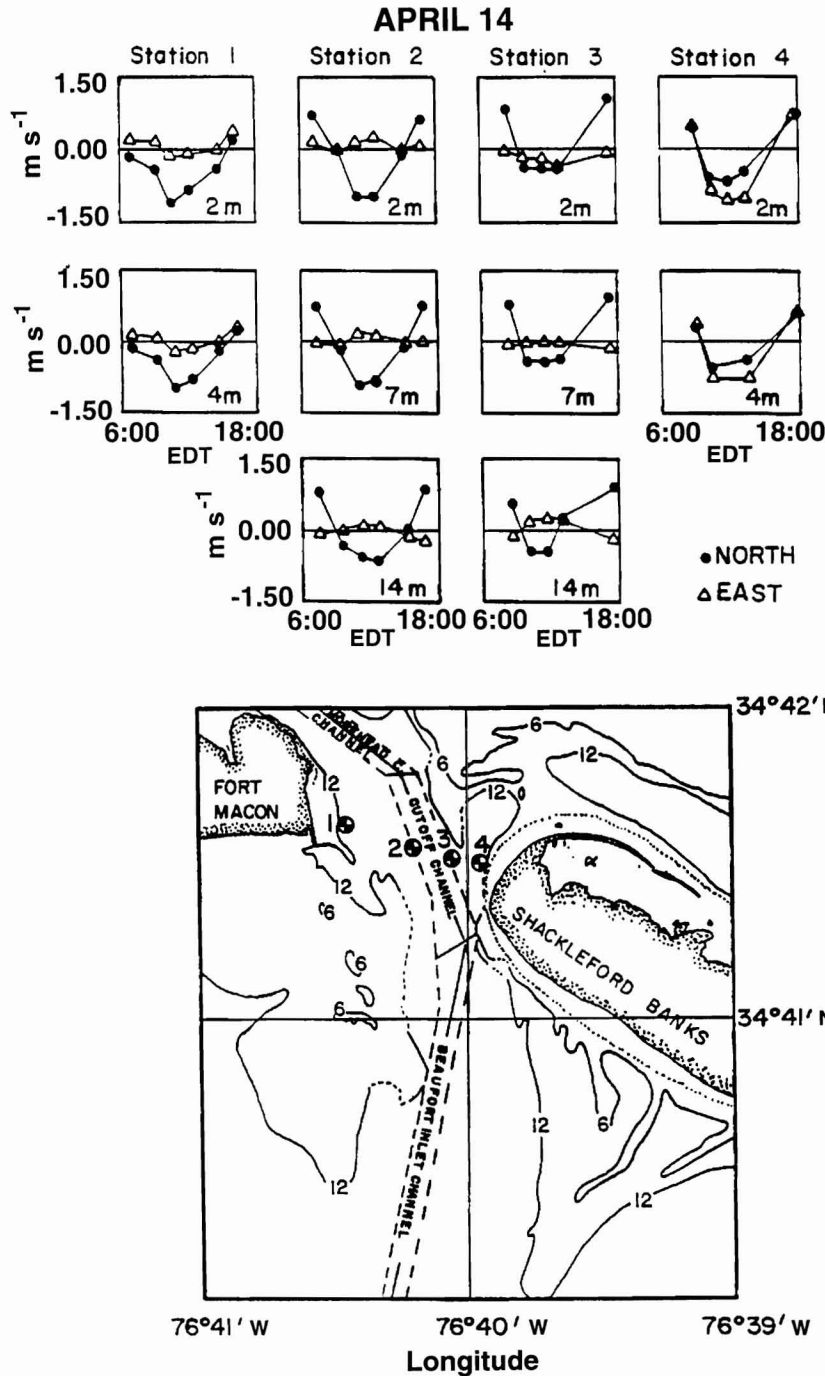 APRIL 14
Station 1 Station 2 Station 3 Station 4
1.50
0.00
-1.50
m s⁻¹
2m 2m 2m 2m
1.50
0.00
-1.50
m s⁻¹
4m 7m 7m 4m
6:00 18:00 6:00 18:00
EDT EDT
1.50
0.00
-1.50
m s⁻¹
14m 14m
6:00 18:00 6:00 18:00
EDT EDT
NORTH
EAST
34°42' N
CHANNEL
6
6
12
12
12
FORT
MACON
1
2
3
4
CUTOFF CHANNEL
12
6
6
6
SHACKLEFORD BANKS
34°41' N
BEAUFORT INLET CHANNEL
12
12
6
12
76°41' W 76°40' W 76°39' W
Longitude